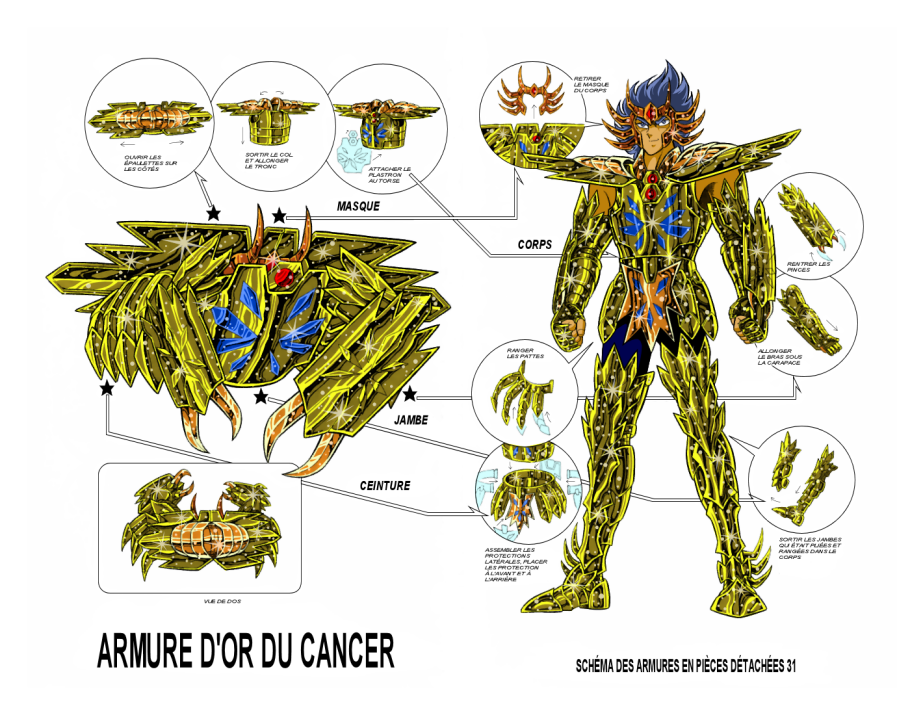 OUVRIR LES
ÉPAULETTES SUR
LES CÔTÉS
SORTIR LE COL
ET ALLONGER
LE TRONC
ATTACHER LE
PLASTRON
AU TORSE
RETIRER
LE MASQUE
DU CORPS
MASQUE
CORPS
RENTRER LES
PINCES
ALLONGER
LE BRAS SOUS
LA CARAPACE
RANGER
LES PATTES
JAMBE
CEINTURE
ASSEMBLER LES
PROTECTIONS
LATÉRALES, PLACER
LES PROTECTION
À L'AVANT ET À
L'ARRIÈRE
SORTIR LES JAMBES
QUI ÉTAIT PLIÉES ET
RANGÉES DANS LE
CORPS
VUE DE DOS
ARMURE D'OR DU CANCER
SCHÉMA DES ARMURES EN PIÈCES DÉTACHÉES 31